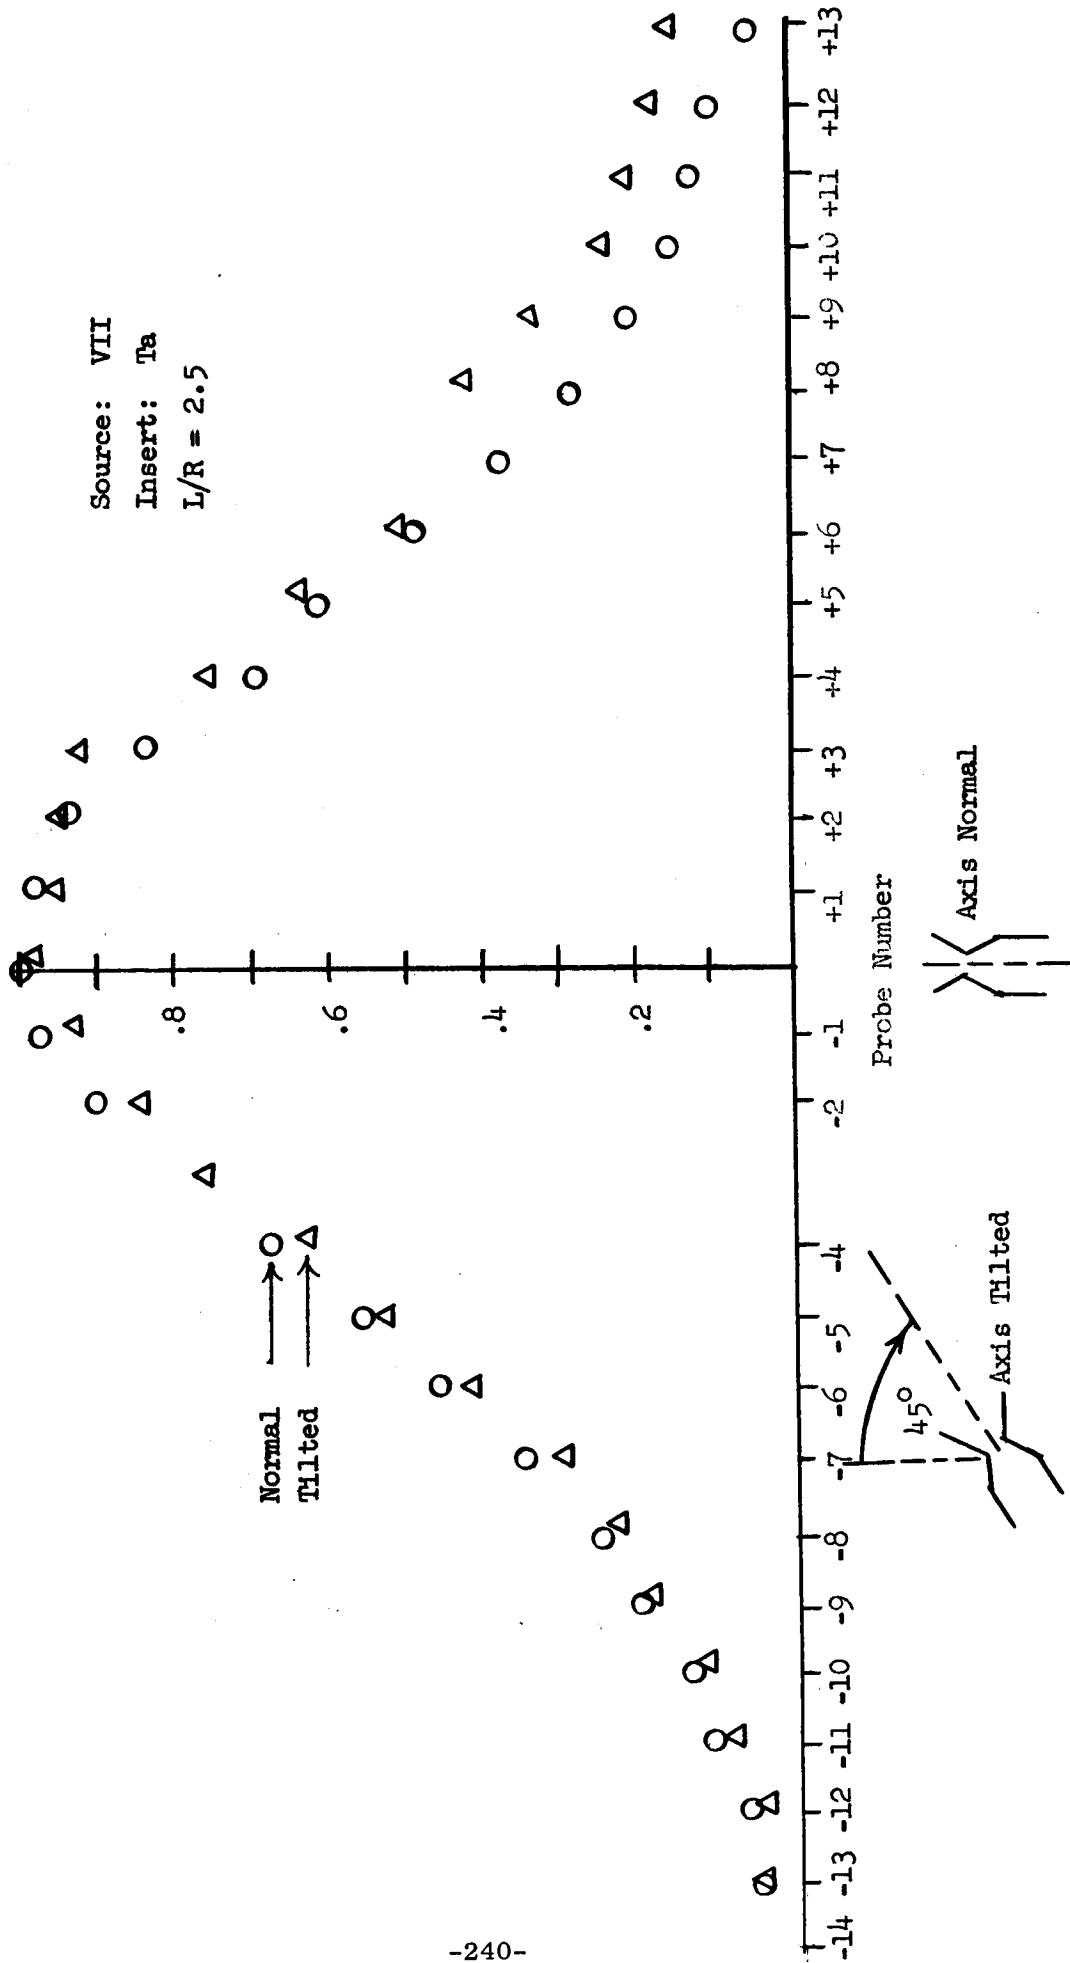 Source: VII
Insert: Ta
L/R = 2.5
Normal
Tilted
.8
.6
.4
.2
-14 -13 -12 -11 -10 -9 -8 -7 -6 -5 -4 -2 -1 +1 +2 +3 +4 +5 +6 +7 +8 +9 +10 +11 +12 +13
Probe Number
45°
Axis Tilted
Axis Normal
-240-